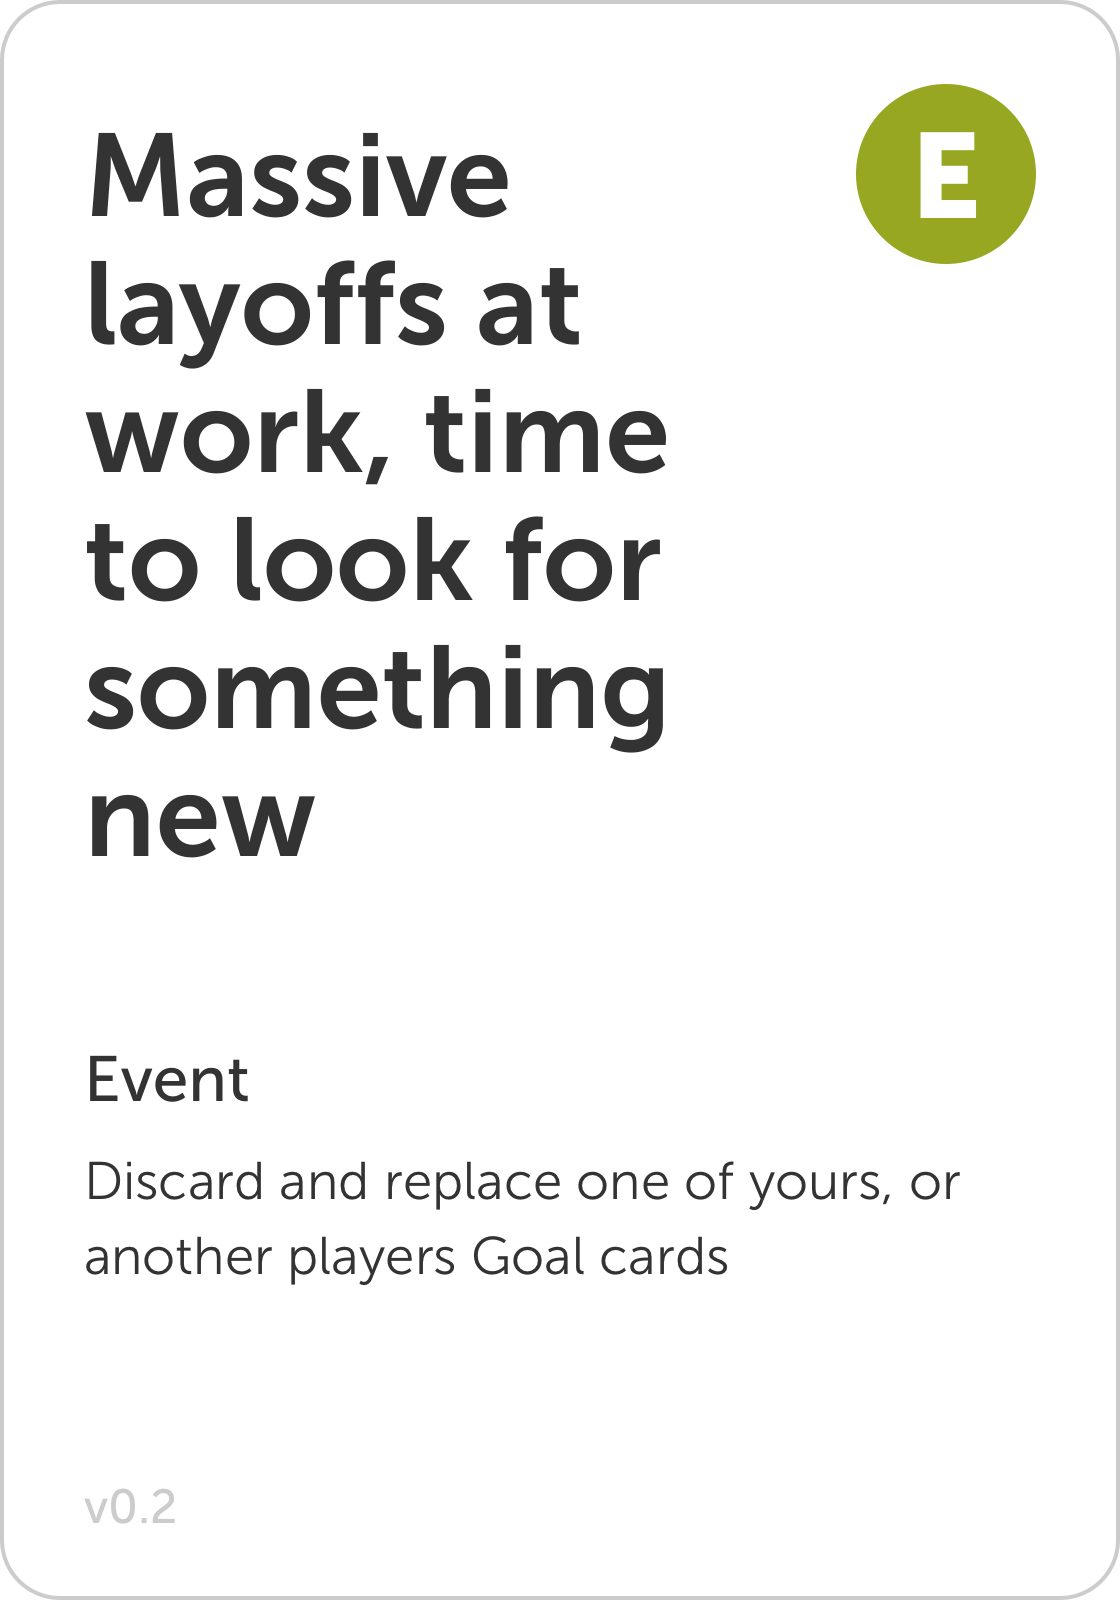 Massive
layoffs at
work, time
to look for
something
new
E
Event
Discard and replace one of yours, or
another players Goal cards
v0.2